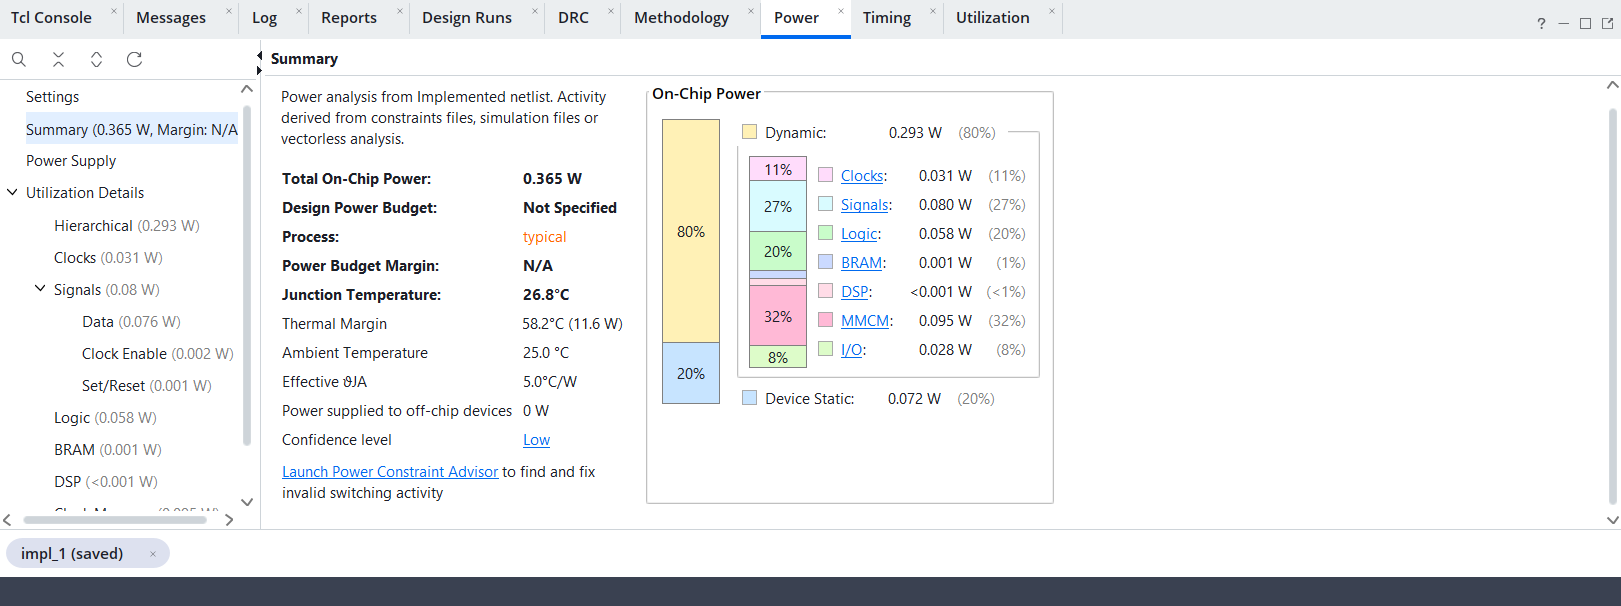 Tcl Console × Messages × Log × Reports × Design Runs × DRC × Methodology × Power × Timing × Utilization ×
?
Summary
Settings
Summary (0.365 W, Margin: N/A
Power Supply
Utilization Details
Hierarchical (0.293 W)
Clocks (0.031 W)
Signals (0.08 W)
Data (0.076 W)
Clock Enable (0.002 W)
Set/Reset (0.001 W)
Logic (0.058 W)
BRAM (0.001 W)
DSP (<0.001 W)
Power analysis from Implemented netlist. Activity
derived from constraints files, simulation files or
vectorless analysis.
Total On-Chip Power: 0.365 W
Design Power Budget: Not Specified
Process: typical
Power Budget Margin: N/A
Junction Temperature: 26.8°C
Thermal Margin 58.2°C (11.6 W)
Ambient Temperature 25.0 °C
Effective ϑJA 5.0°C/W
Power supplied to off-chip devices 0 W
Confidence level Low
Launch Power Constraint Advisor to find and fix
invalid switching activity
On-Chip Power
80%
20%
Dynamic: 0.293 W (80%)
11%
27%
20%
32%
8%
Clocks: 0.031 W (11%)
Signals: 0.080 W (27%)
Logic: 0.058 W (20%)
BRAM: 0.001 W (1%)
DSP: <0.001 W (<1%)
MMCM: 0.095 W (32%)
I/O: 0.028 W (8%)
Device Static: 0.072 W (20%)
impl_1 (saved) ×